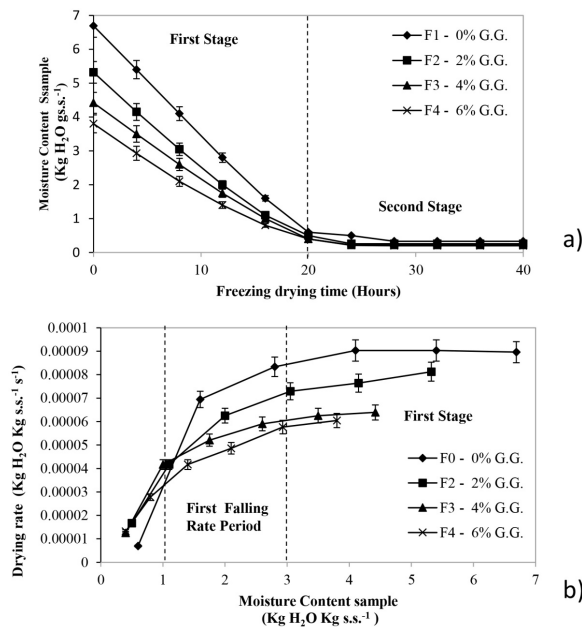 7
6
5
4
3
2
1
0
Moisture Content Ssample
(Kg H₂O gs.s.⁻¹)
First Stage
F1 - 0% G.G.
F2 - 2% G.G.
F3 - 4% G.G.
F4 - 6% G.G.
Second Stage
0 10 20 30 40
Freezing drying time (Hours)
a)
0.0001
0.00009
0.00008
0.00007
0.00006
0.00005
0.00004
0.00003
0.00002
0.00001
0
Drying rate (Kg H₂O Kg s.s.⁻¹ s⁻¹)
First Stage
F0 - 0% G.G.
F2 - 2% G.G.
F3 - 4% G.G.
F4 - 6% G.G.
First Falling
Rate Period
0 1 2 3 4 5 6 7
Moisture Content sample
(Kg H₂O Kg s.s.⁻¹ )
b)